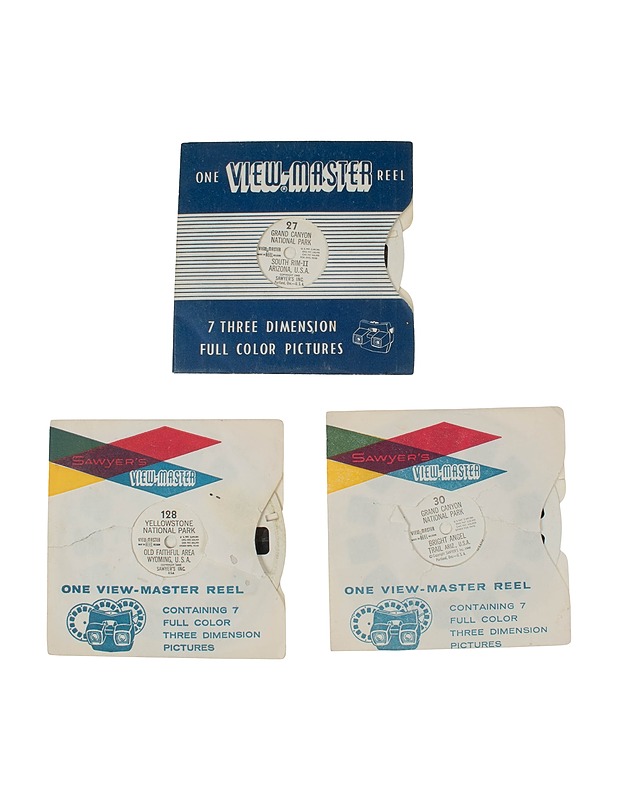 ONE VIEW-MASTER REEL
27
GRAND CANYON
NATIONAL PARK
SOUTH RIM-II
ARIZONA, U.S.A.
SAWYER'S INC.
7 THREE DIMENSION
FULL COLOR PICTURES
SAWYER'S
VIEW-MASTER
128
YELLOWSTONE
NATIONAL PARK
OLD FAITHFUL AREA
WYOMING, U.S.A.
SAWYER'S INC.
ONE VIEW-MASTER REEL
CONTAINING 7
FULL COLOR
THREE DIMENSION
PICTURES
SAWYER'S
VIEW-MASTER
30
GRAND CANYON
NATIONAL PARK
BRIGHT ANGEL
TRAIL ARIZ., U.S.A.
ONE VIEW-MASTER REEL
CONTAINING 7
FULL COLOR
THREE DIMENSION
PICTURES